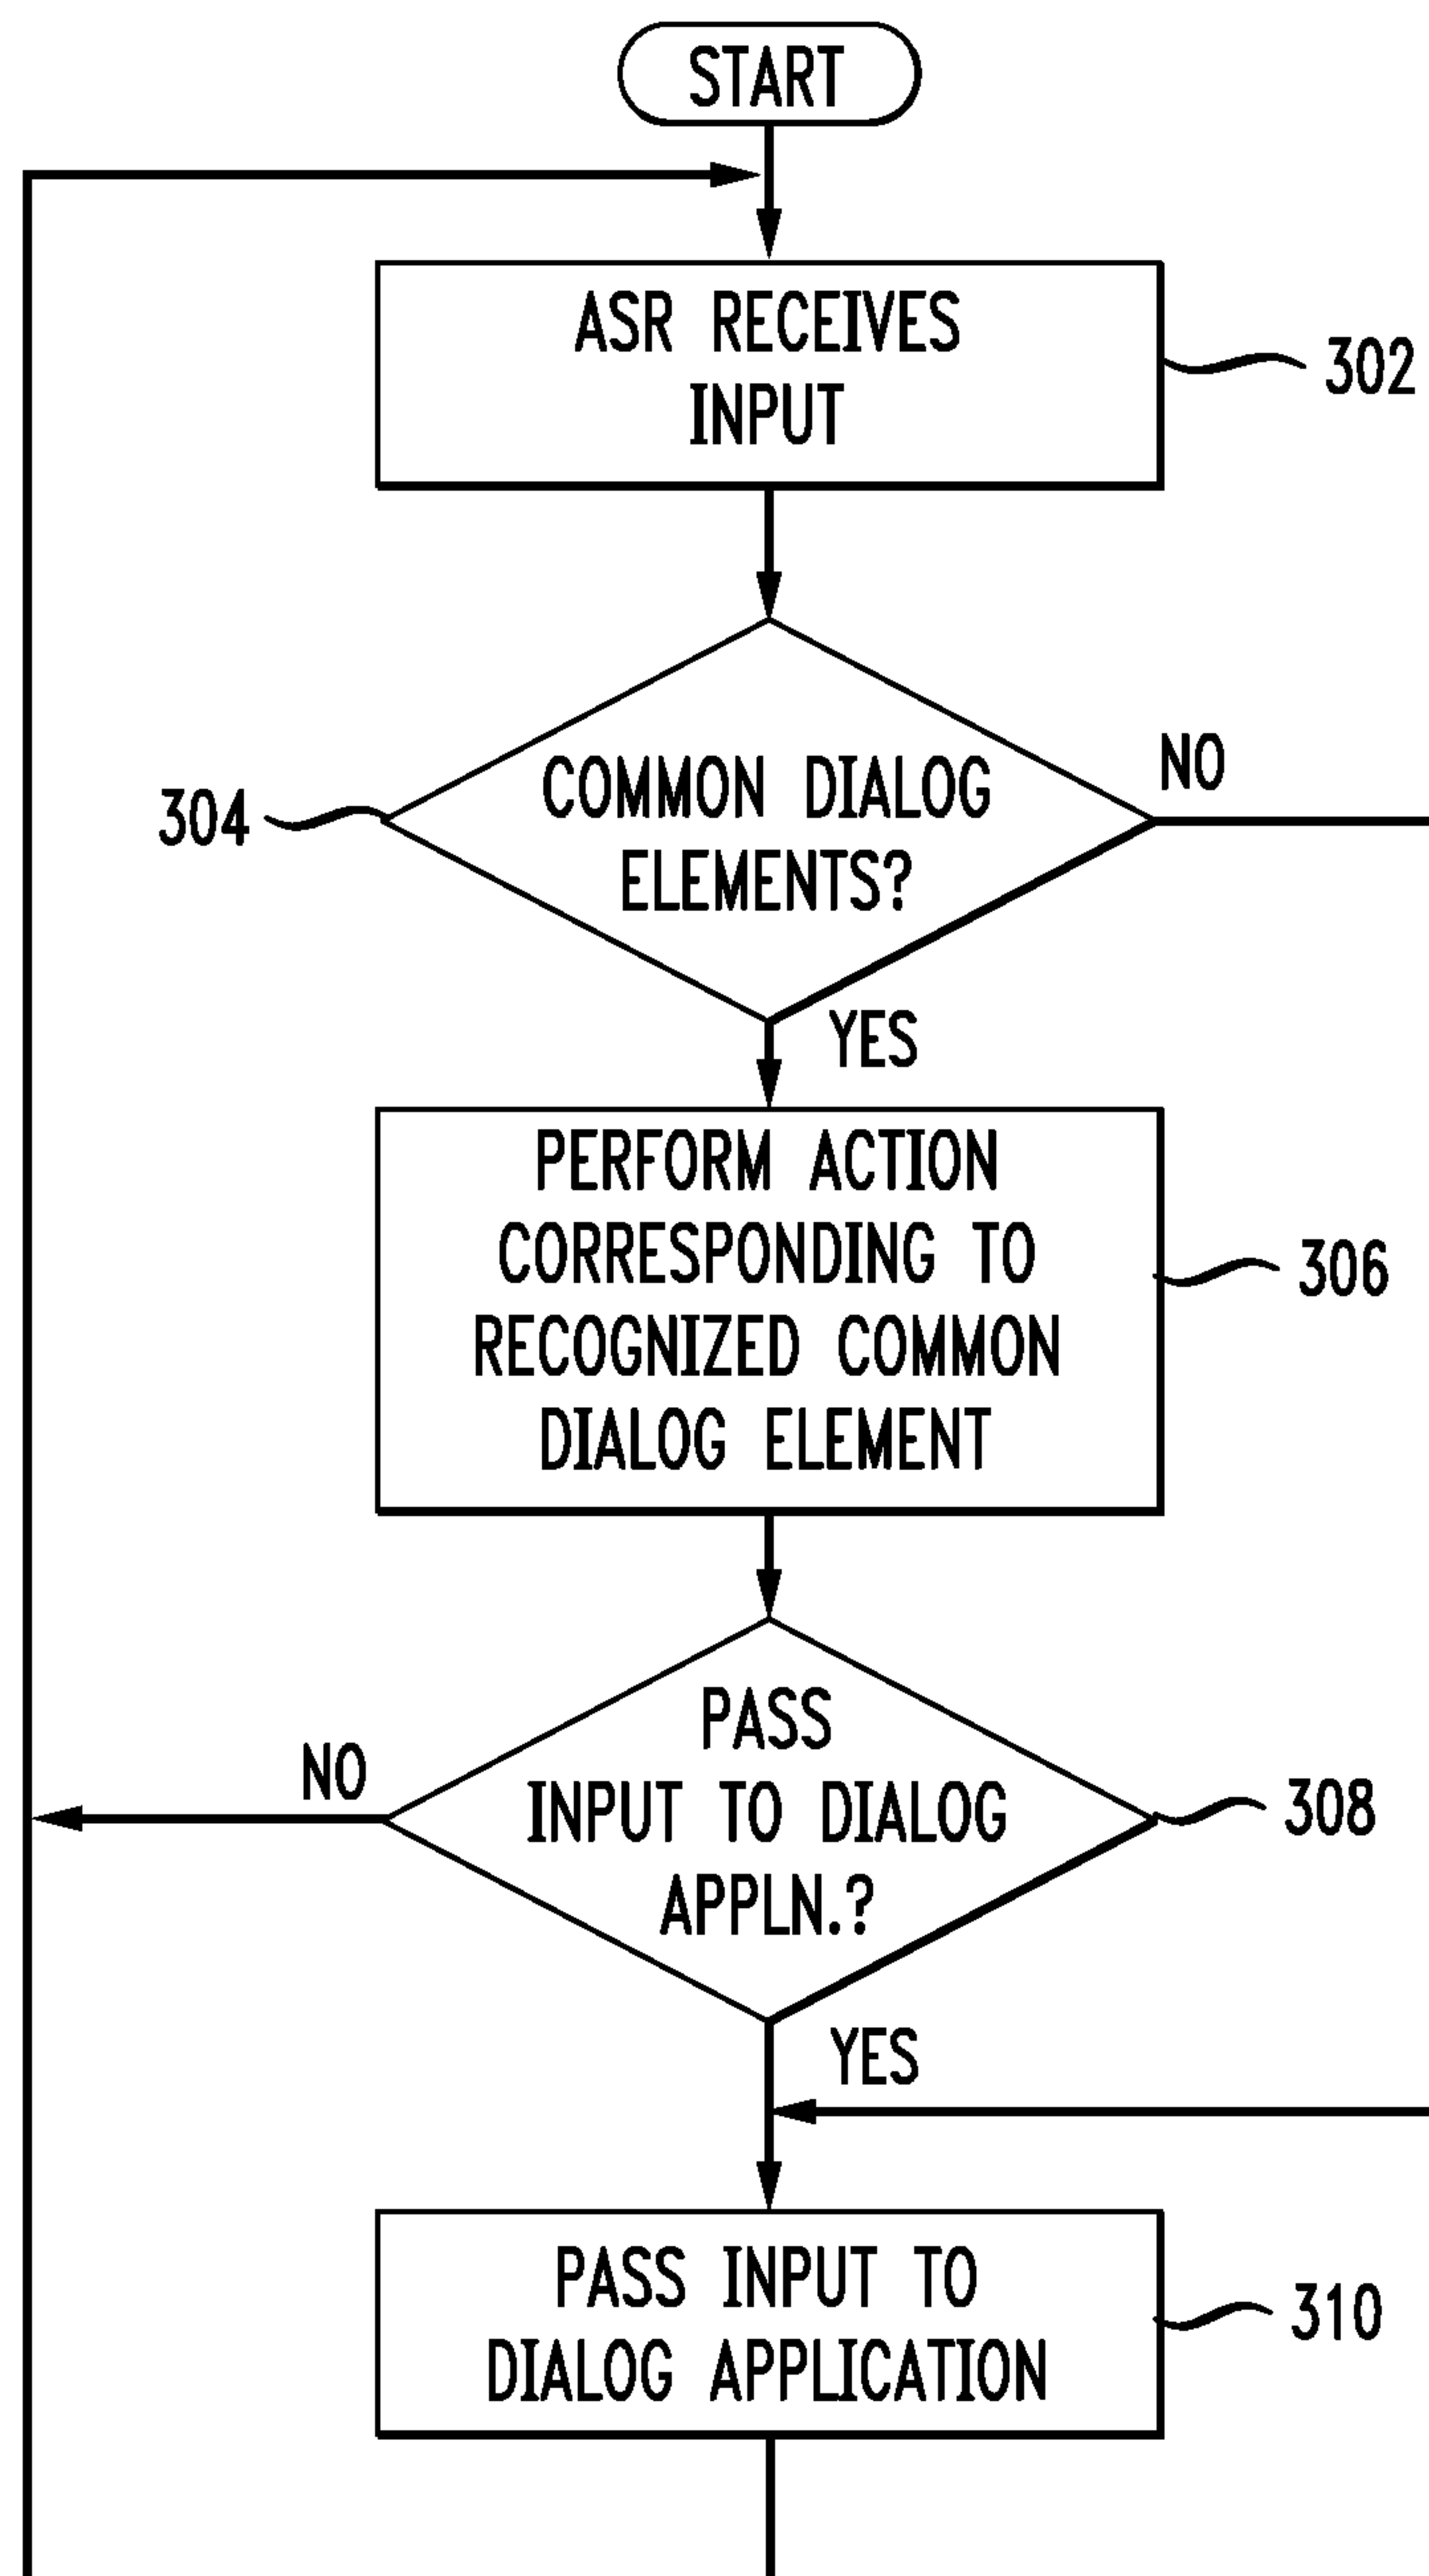 START
ASR RECEIVES
INPUT
302
COMMON DIALOG
ELEMENTS?
304
NO
YES
PERFORM ACTION
CORRESPONDING TO
RECOGNIZED COMMON
DIALOG ELEMENT
306
PASS
INPUT TO DIALOG
APPLN.?
NO
308
YES
PASS INPUT TO
DIALOG APPLICATION
310